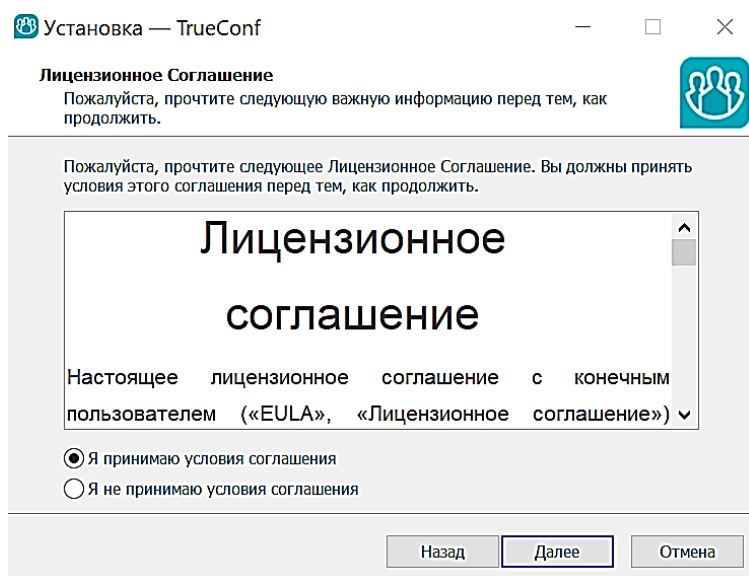 Установка — TrueConf
Лицензионное Соглашение
Пожалуйста, прочтите следующую важную информацию перед тем, как
продолжить.
Пожалуйста, прочтите следующее Лицензионное Соглашение. Вы должны принять
условия этого соглашения перед тем, как продолжить.
Лицензионное
соглашение
Настоящее лицензионное соглашение с конечным
пользователем («EULA», «Лицензионное соглашение»)
Я принимаю условия соглашения
Я не принимаю условия соглашения
Назад Далее Отмена